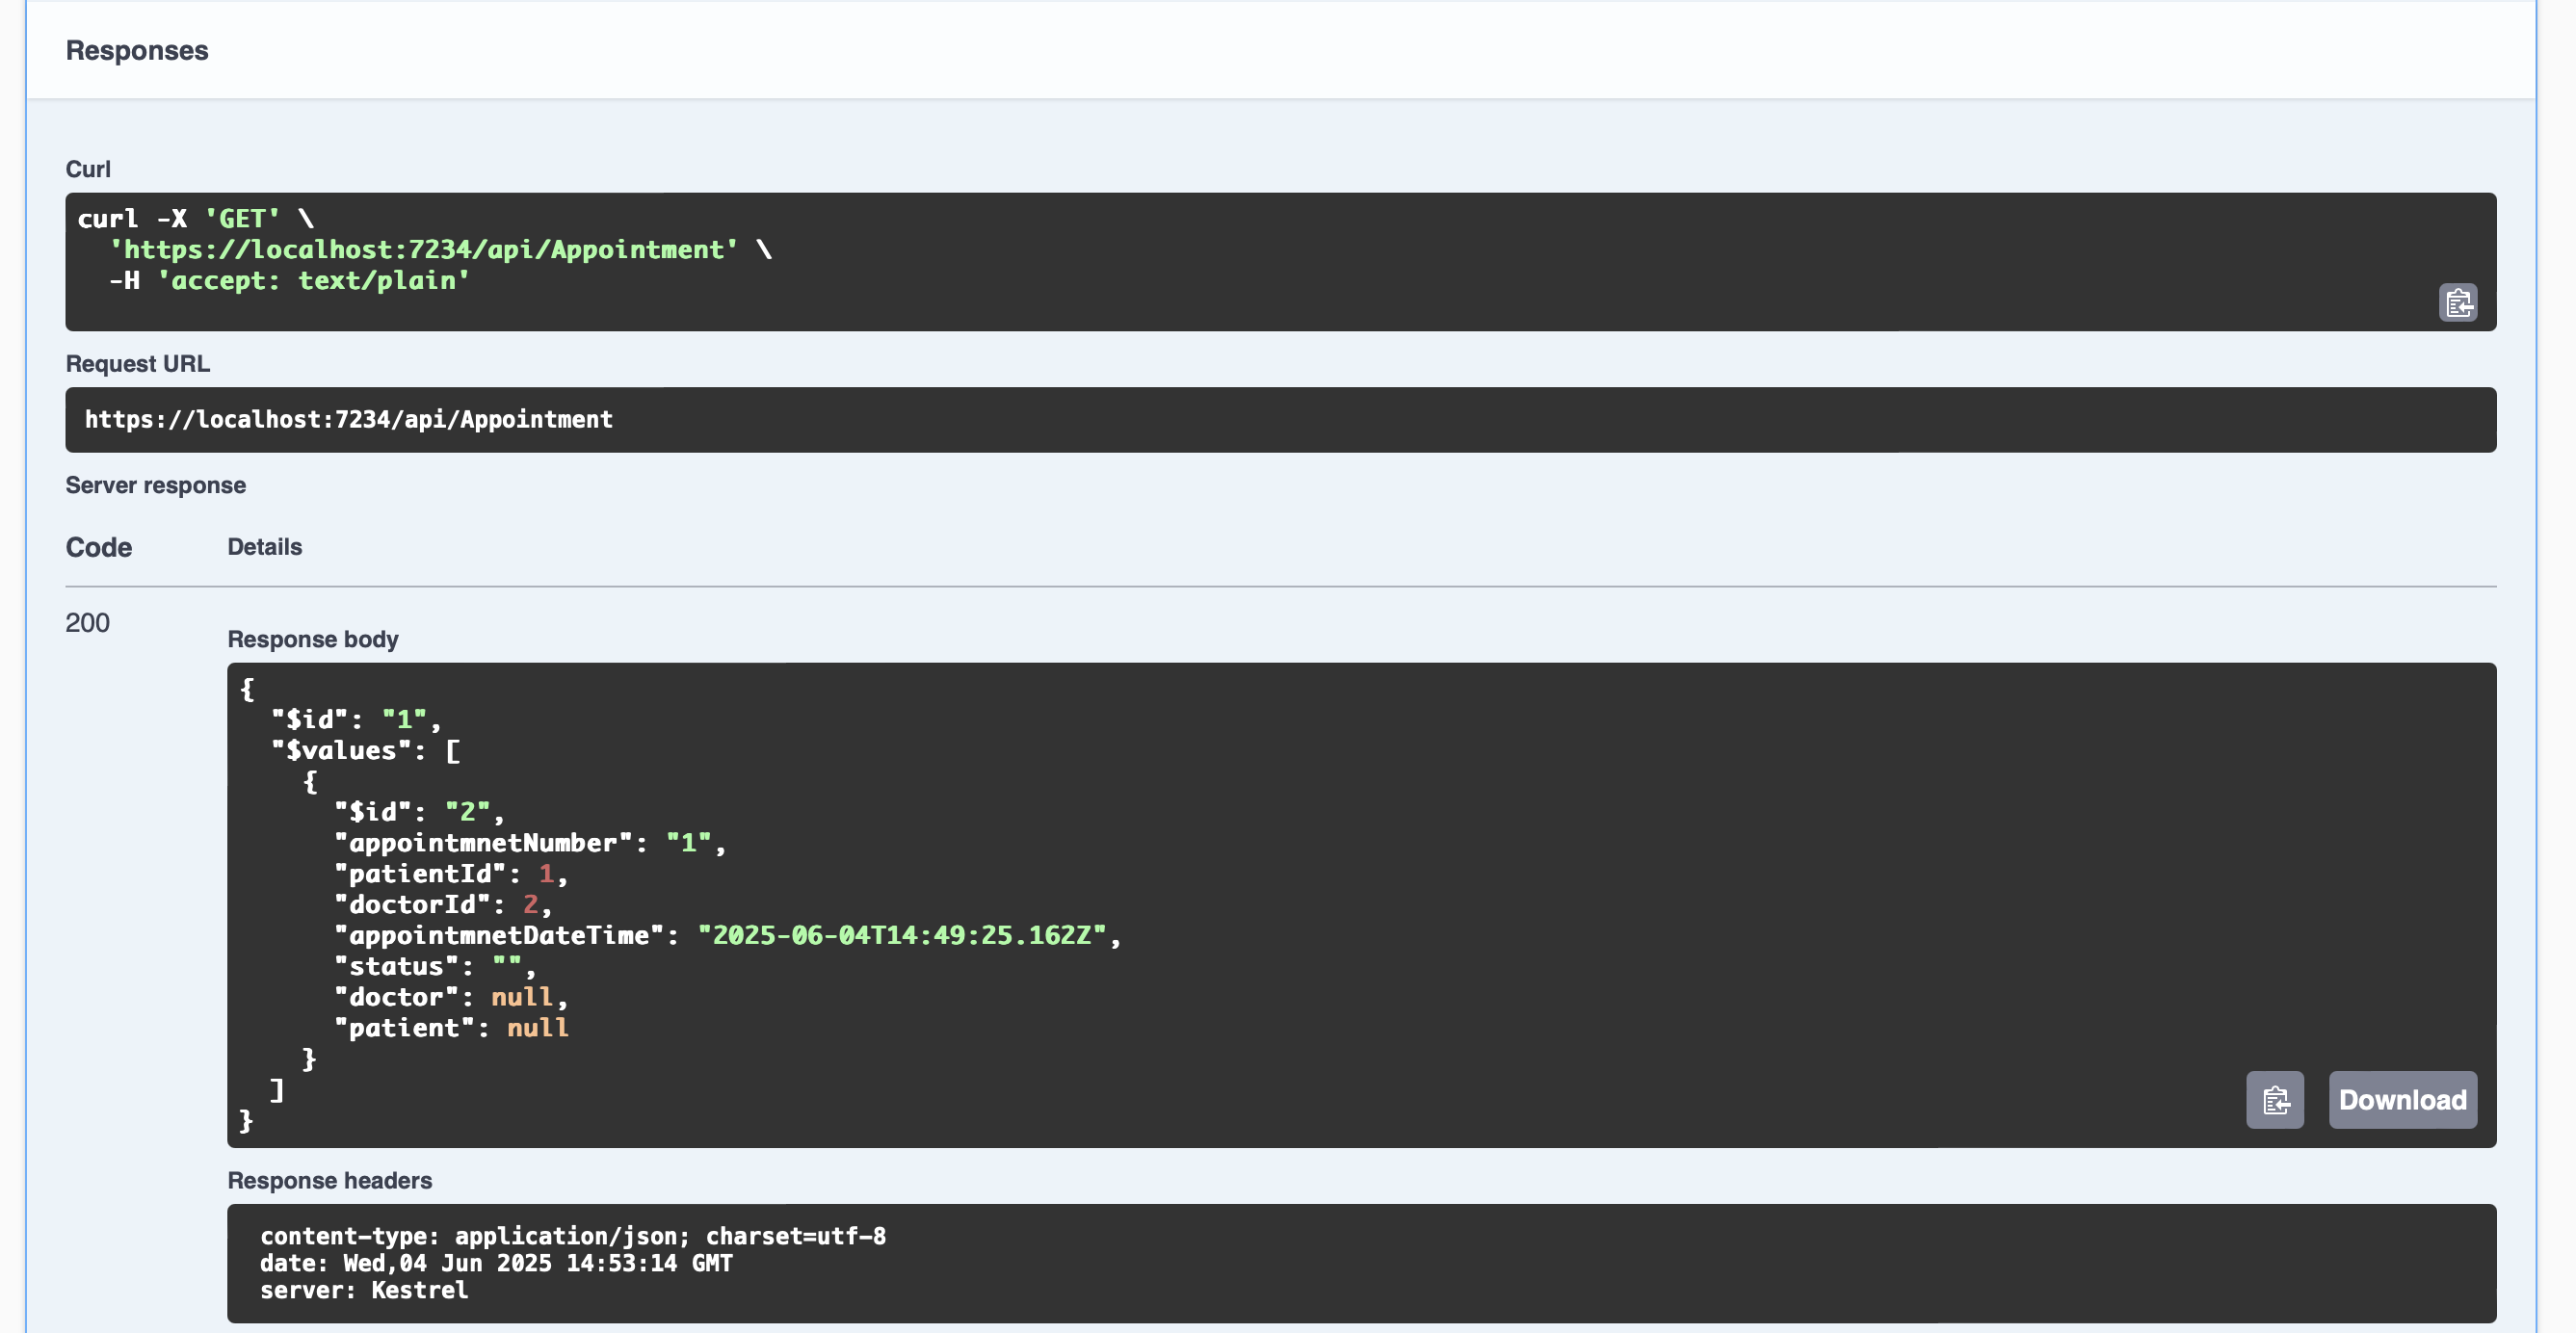 Responses
Curl
curl -X 'GET' \
  'https://localhost:7234/api/Appointment' \
  -H 'accept: text/plain'
Request URL
https://localhost:7234/api/Appointment
Server response
Code Details
200
Response body
{
  "$id": "1",
  "$values": [
    {
      "$id": "2",
      "appointmnetNumber": "1",
      "patientId": 1,
      "doctorId": 2,
      "appointmnetDateTime": "2025-06-04T14:49:25.162Z",
      "status": "",
      "doctor": null,
      "patient": null
    }
  ]
}
Download
Response headers
content-type: application/json; charset=utf-8
date: Wed,04 Jun 2025 14:53:14 GMT
server: Kestrel